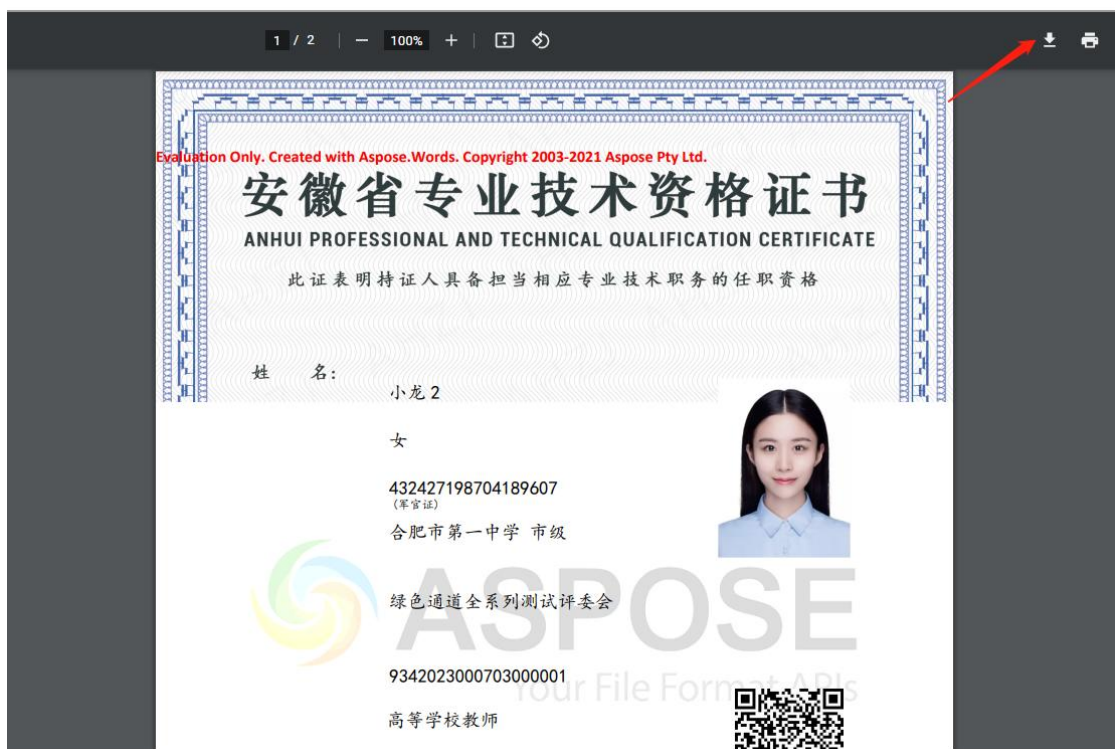 1 / 2 100%
Evaluation Only. Created with Aspose.Words. Copyright 2003-2021 Aspose Pty Ltd.
安徽省专业技术资格证书
ANHUI PROFESSIONAL AND TECHNICAL QUALIFICATION CERTIFICATE
此证表明持证人具备担当相应专业技术职务的任职资格
姓 名:
小龙 2
女
432427198704189607
(军官证)
合肥市第一中学 市级
ASPOSE
绿色通道全系列测试评委会
9342023000703000001
Your File Format APIs
高等学校教师